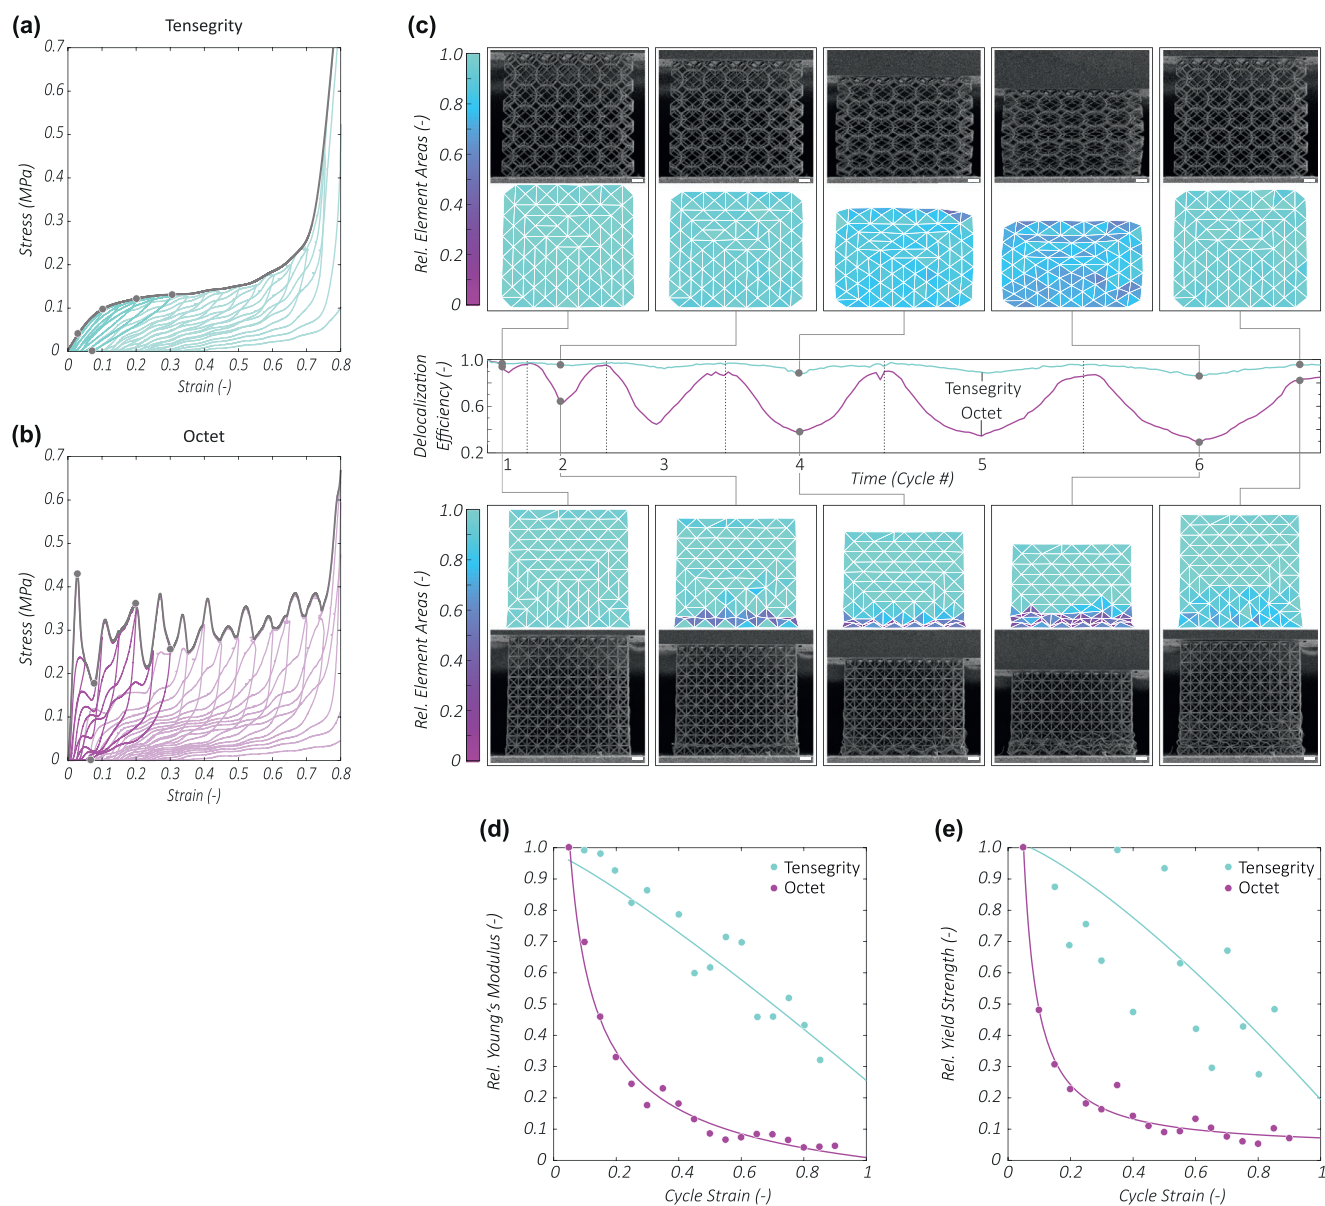 (a)
Tensegrity
0.7
0.6
0.5
0.4
0.3
0.2
0.1
0
Stress (MPa)
0 0.1 0.2 0.3 0.4 0.5 0.6 0.7 0.8
Strain (-)
(b)
Octet
0.7
0.6
0.5
0.4
0.3
0.2
0.1
0
Stress (MPa)
0 0.1 0.2 0.3 0.4 0.5 0.6 0.7 0.8
Strain (-)
(c)
1.0
0.8
0.6
0.4
0.2
0
Rel. Element Areas (-)
Delocalization
Efficiency (-)
1.0
0.6
0.2
Tensegrity
Octet
1 2 3 4 5 6
Time (Cycle #)
1.0
0.8
0.6
0.4
0.2
0
Rel. Element Areas (-)
(d)
1.0
0.9
0.8
0.7
0.6
0.5
0.4
0.3
0.2
0.1
0
Rel. Young's Modulus (-)
Tensegrity
Octet
0 0.2 0.4 0.6 0.8 1
Cycle Strain (-)
(e)
1.0
0.9
0.8
0.7
0.6
0.5
0.4
0.3
0.2
0.1
0
Rel. Yield Strength (-)
Tensegrity
Octet
0 0.2 0.4 0.6 0.8 1
Cycle Strain (-)